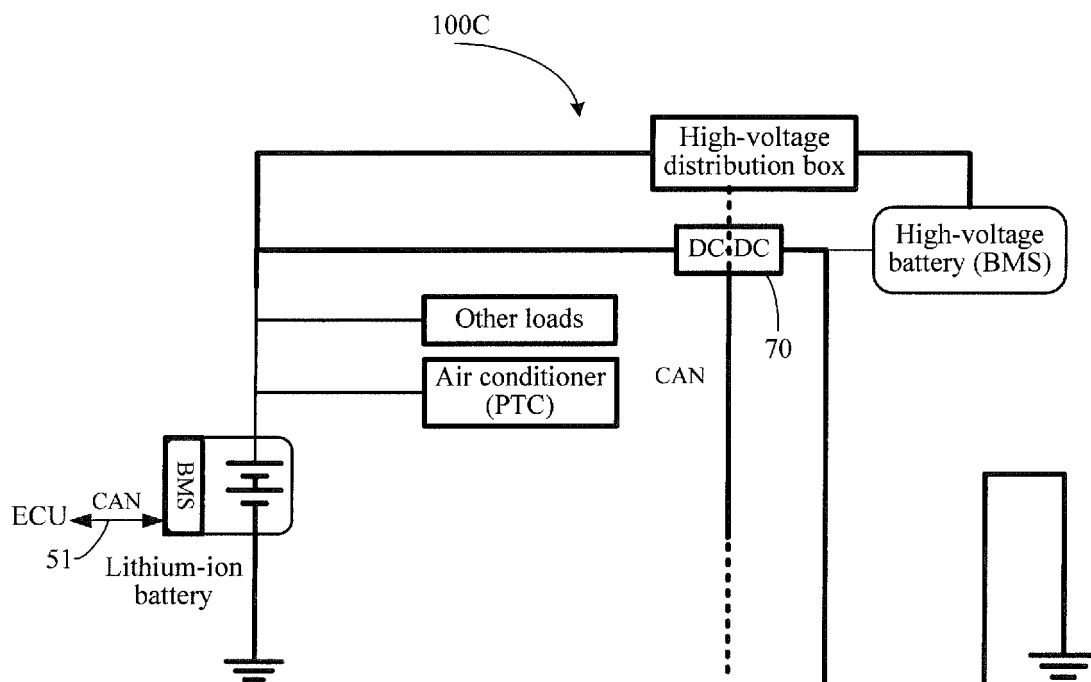 100C
High-voltage
distribution box
DC DC
High-voltage
battery (BMS)
70
Other loads
Air conditioner
(PTC)
CAN
BMS
ECU
CAN
51
Lithium-ion
battery